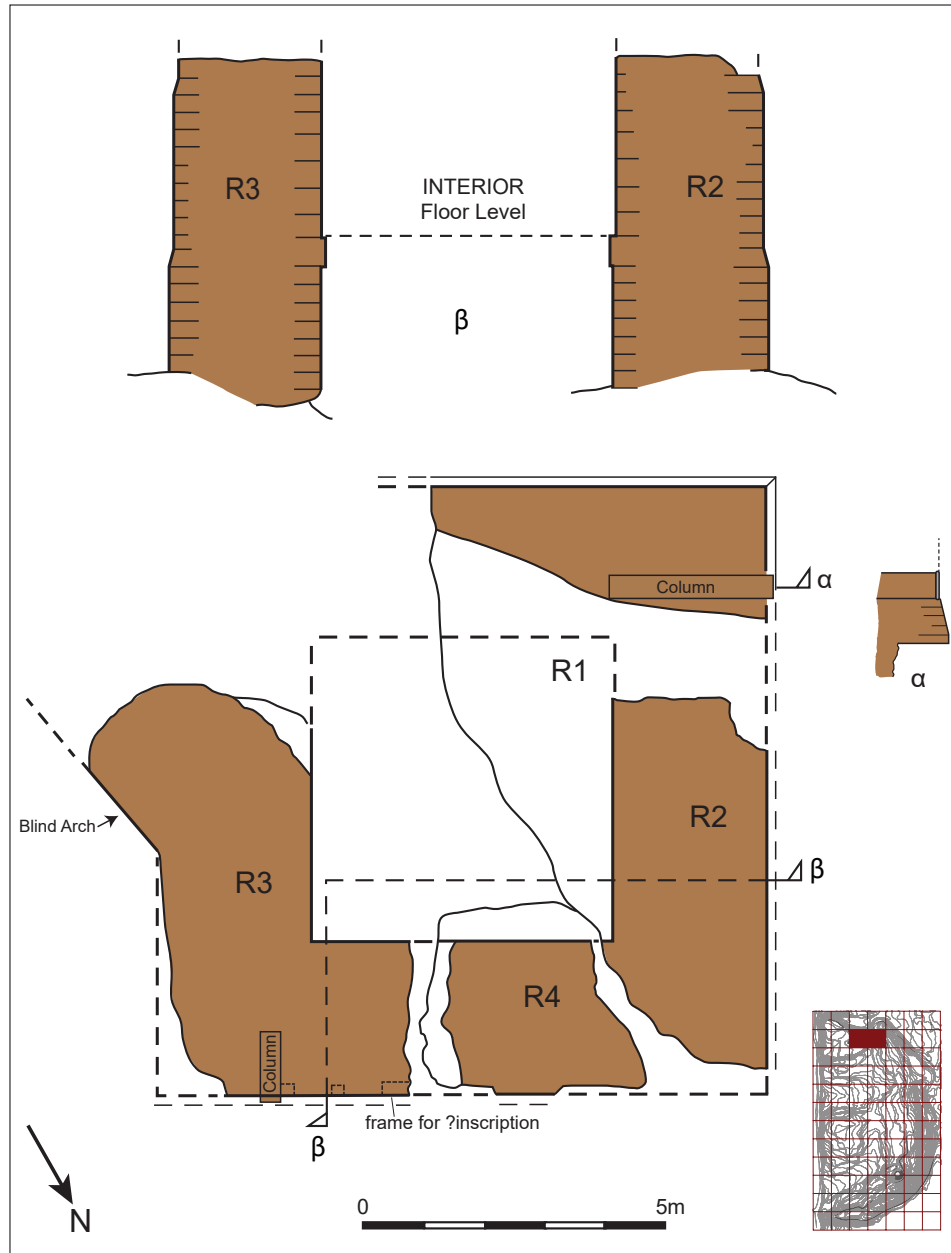 R3
INTERIOR
Floor Level
R2
β
Column
α
R1
α
Blind Arch
R2
R3
β
R4
Column
frame for ?inscription
β
N
0 5m